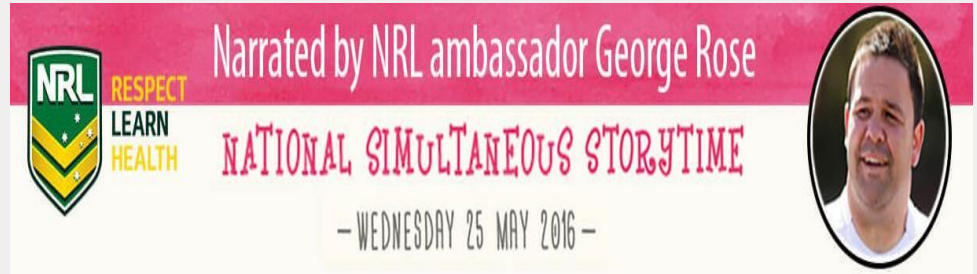 Narrated by NRL ambassador George Rose
NRL
RESPECT
LEARN
HEALTH
NATIONAL SIMULTANEOUS STORYTIME
–WEDNESDAY 25 MAY 2016–